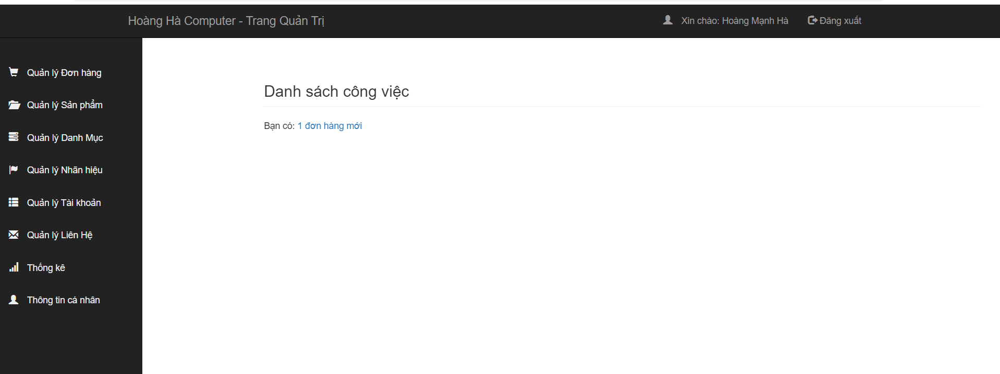 Hoàng Hà Computer - Trang Quản Trị
Xin chào: Hoàng Mạnh Hà
Đăng xuất
Quản lý Đơn hàng
Quản lý Sản phẩm
Quản lý Danh Mục
Quản lý Nhãn hiệu
Quản lý Tài khoản
Quản lý Liên Hệ
Thống kê
Thông tin cá nhân
Danh sách công việc
Bạn có: 1 đơn hàng mới